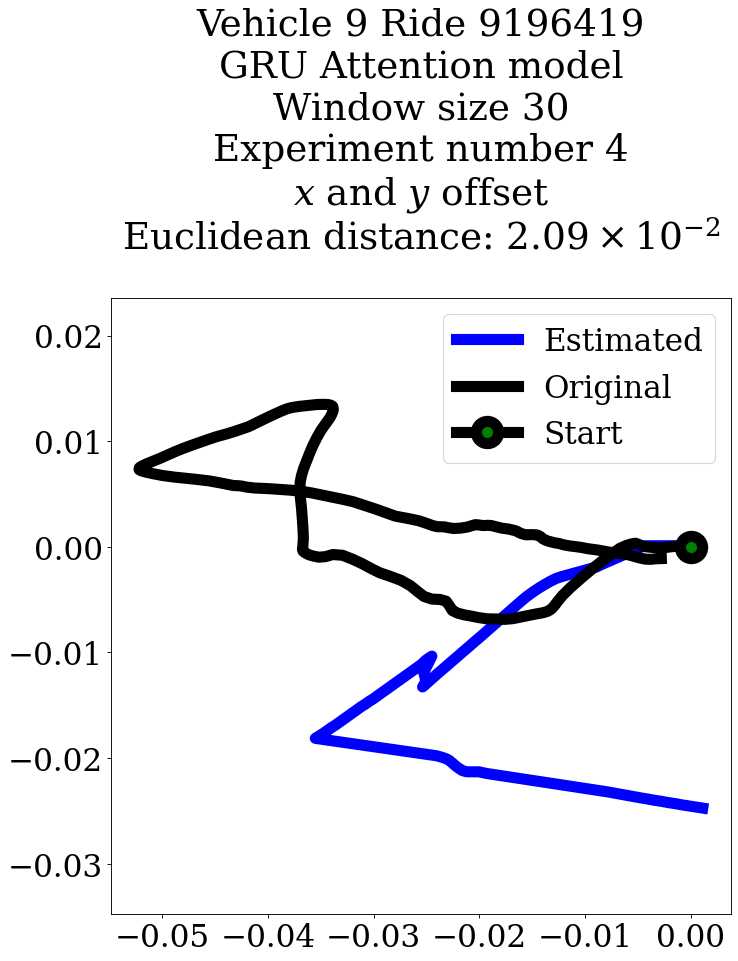 Vehicle 9 Ride 9196419
GRU Attention model
Window size 30
Experiment number 4
x and y offset
Euclidean distance: 2.09 × 10⁻²
Estimated
Original
Start
0.02
0.01
0.00
−0.01
−0.02
−0.03
−0.05 −0.04 −0.03 −0.02 −0.01 0.00